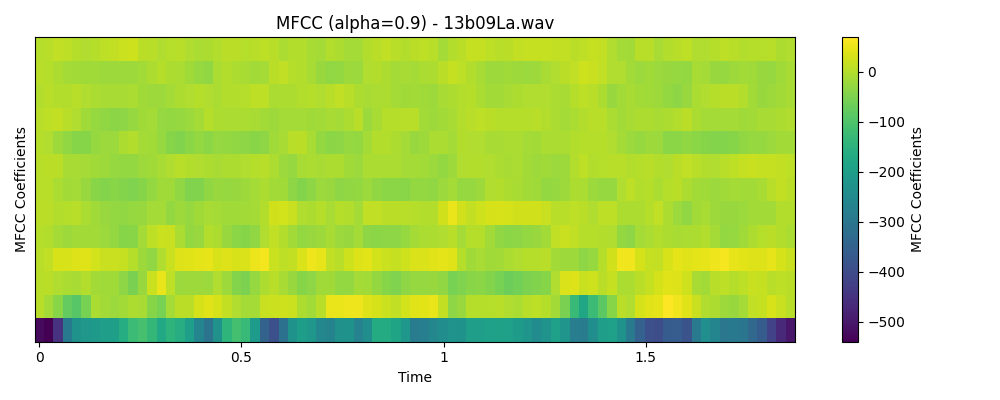 MFCC (alpha=0.9) - 13b09La.wav
MFCC Coefficients
0
0.5
1
1.5
Time
0
−100
−200
−300
−400
−500
MFCC Coefficients